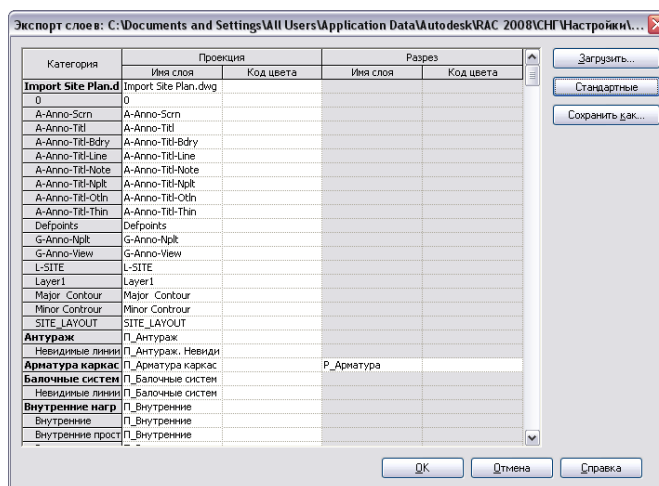 Экспорт слоев: C:\Documents and Settings\All Users\Application Data\Autodesk\RAC 2008\СНГ\Настройки\...
Категория Проекция Разрез
Имя слоя Код цвета Имя слоя Код цвета
Import Site Plan.d Import Site Plan.dwg
0 0
A-Anno-Scrn A-Anno-Scrn
A-Anno-Titl A-Anno-Titl
A-Anno-Titl-Bdry A-Anno-Titl-Bdry
A-Anno-Titl-Line A-Anno-Titl-Line
A-Anno-Titl-Note A-Anno-Titl-Note
A-Anno-Titl-Nplt A-Anno-Titl-Nplt
A-Anno-Titl-Otln A-Anno-Titl-Otln
A-Anno-Titl-Thin A-Anno-Titl-Thin
Defpoints Defpoints
G-Anno-Nplt G-Anno-Nplt
G-Anno-View G-Anno-View
L-SITE L-SITE
Layer1 Layer1
Major Contour Major Contour
Minor Controur Minor Controur
SITE_LAYOUT SITE_LAYOUT
Антураж П_Антураж
Невидимые линии П_Антураж. Невиди
Арматура каркас П_Арматура каркас Р_Арматура
Балочные систем П_Балочные систем
Невидимые линии П_Балочные систем
Внутренние нагр П_Внутренние
Внутренние П_Внутренние
Внутренние прост П_Внутренние
Загрузить...
Стандартные
Сохранить как...
OK Отмена Справка